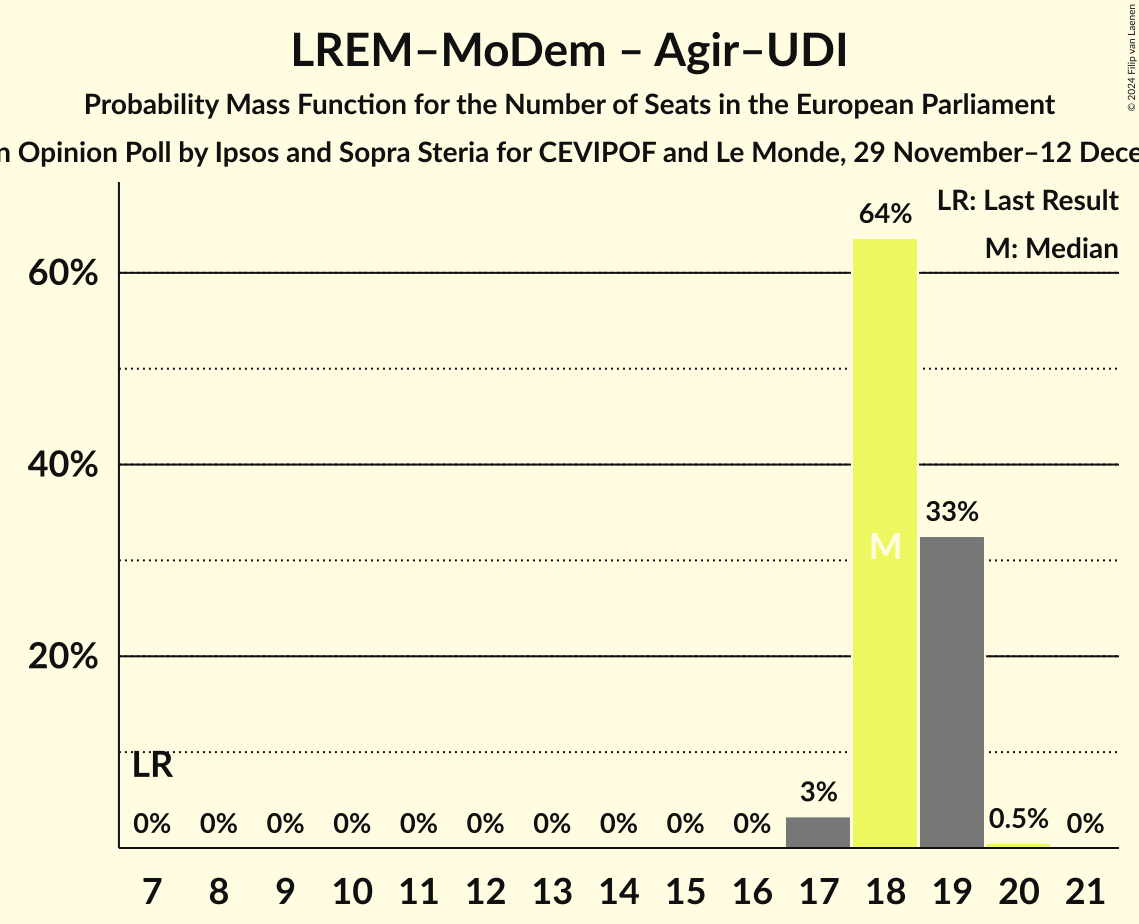 LREM–MoDem – Agir–UDI
Probability Mass Function for the Number of Seats in the European Parliament
n Opinion Poll by Ipsos and Sopra Steria for CEVIPOF and Le Monde, 29 November–12 Dece
© 2024 Filip van Laenen
LR: Last Result
M: Median
60%
40%
20%
LR
M
0% 0% 0% 0% 0% 0% 0% 0% 0% 0% 3% 64% 33% 0.5% 0%
7 8 9 10 11 12 13 14 15 16 17 18 19 20 21